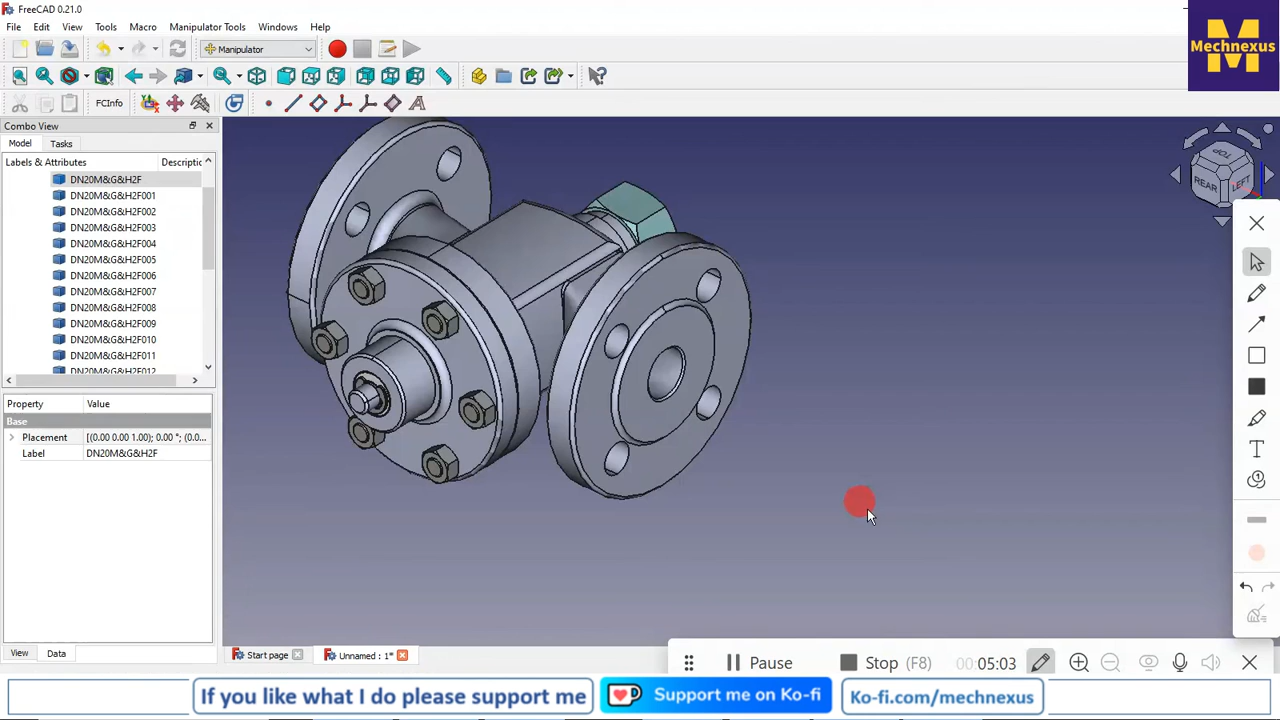 FreeCAD 0.21.0
File Edit View Tools Macro Manipulator Tools Windows Help
Mechnexus
Manipulator
FCInfo
Combo View
Model Tasks
Labels & Attributes Descriptic
DN20M&G&H2F
DN20M&G&H2F001
DN20M&G&H2F002
DN20M&G&H2F003
DN20M&G&H2F004
DN20M&G&H2F005
DN20M&G&H2F006
DN20M&G&H2F007
DN20M&G&H2F008
DN20M&G&H2F009
DN20M&G&H2F010
DN20M&G&H2F011
DN20M&G&H2F012
TOP
REAR LEFT
Property Value
Base
Placement [(0.00 0.00 1.00); 0.00 °; (0.0...
Label DN20M&G&H2F
View Data
Start page Unnamed : 1*
Pause Stop (F8) 00:05:03
If you like what I do please support me Support me on Ko-fi Ko-fi.com/mechnexus